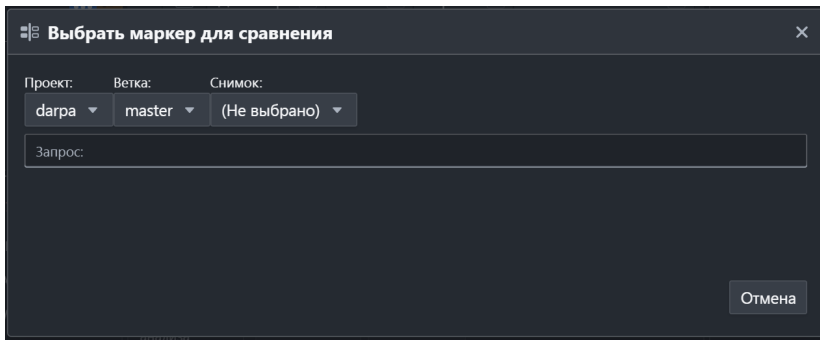 Выбрать маркер для сравнения
Проект: Ветка: Снимок:
darpa master (Не выбрано)
Запрос:
Отмена